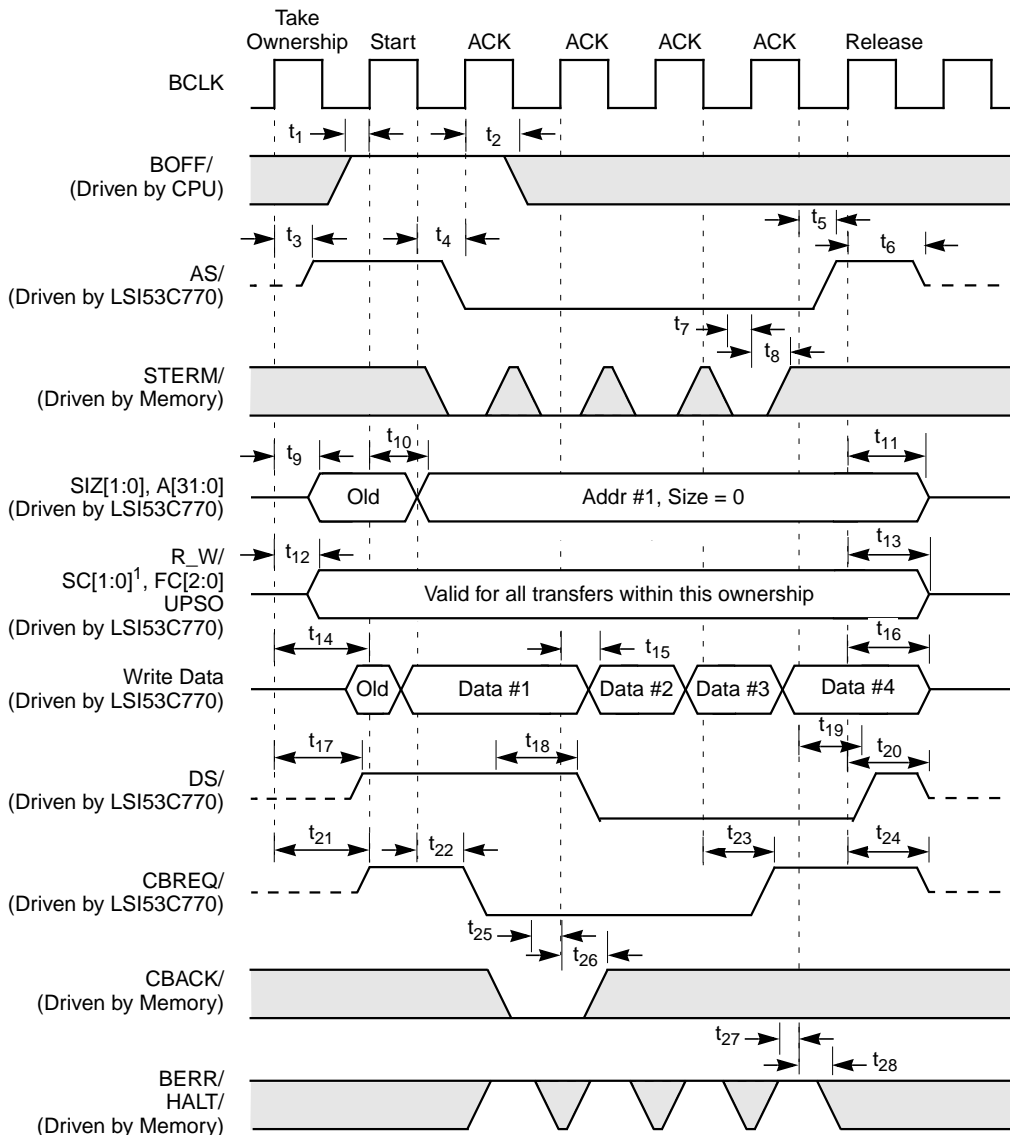 Take
Ownership Start ACK ACK ACK ACK Release
BCLK
t1 t2
BOFF/
(Driven by CPU)
t3 t4 t5 t6
AS/
(Driven by LSI53C770)
t7 t8
STERM/
(Driven by Memory)
t9 t10 t11
SIZ[1:0], A[31:0]
(Driven by LSI53C770)
Old Addr #1, Size = 0
t12 t13
R_W/
SC[1:0]1, FC[2:0]
UPSO
(Driven by LSI53C770)
Valid for all transfers within this ownership
t14 t15 t16
Write Data
(Driven by LSI53C770)
Old Data #1 Data #2 Data #3 Data #4
t17 t18 t19 t20
DS/
(Driven by LSI53C770)
t21 t22 t23 t24
CBREQ/
(Driven by LSI53C770)
t25 t26
CBACK/
(Driven by Memory)
t27 t28
BERR/
HALT/
(Driven by Memory)